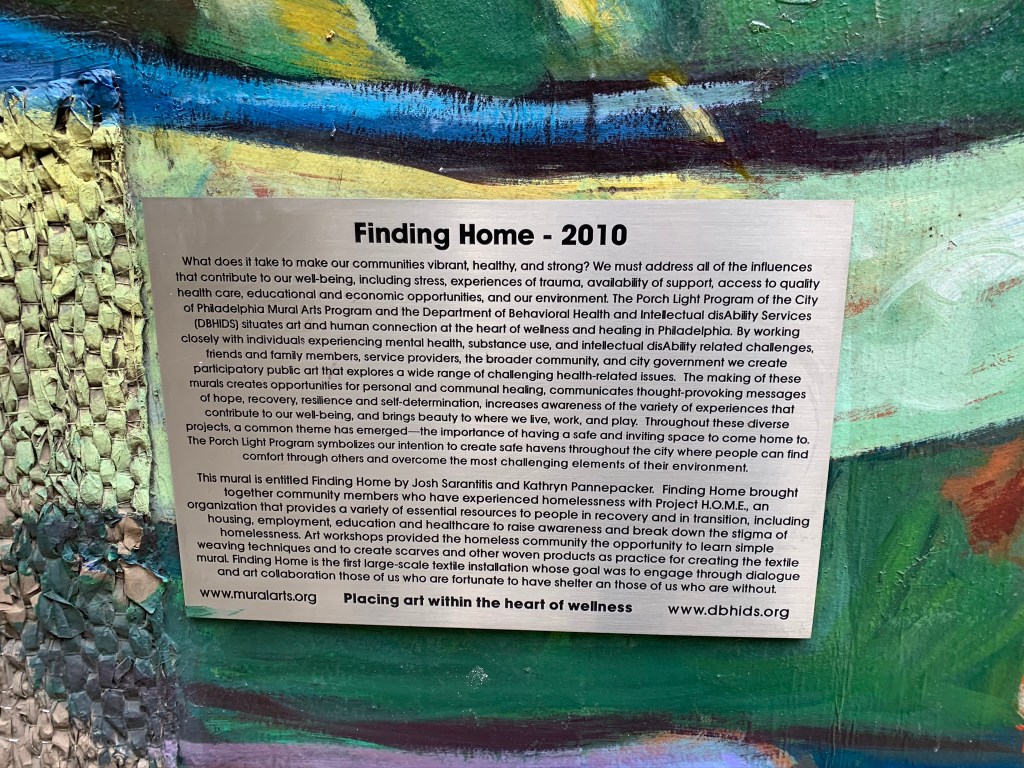 Finding Home - 2010
What does it take to make our communities vibrant, healthy, and strong? We must address all of the influences
that contribute to our well-being, including stress, experiences of trauma, availability of support, access to quality
health care, educational and economic opportunities, and our environment. The Porch Light Program of the City
of Philadelphia Mural Arts Program and the Department of Behavioral Health and Intellectual disAbility Services
(DBHIDS) situates art and human connection at the heart of wellness and healing in Philadelphia. By working
closely with individuals experiencing mental health, substance use, and intellectual disAbility related challenges,
friends and family members, service providers, the broader community, and city government we create
participatory public art that explores a wide range of challenging health-related issues. The making of these
murals creates opportunities for personal and communal healing, communicates thought-provoking messages
of hope, recovery, resilience and self-determination, increases awareness of the variety of experiences that
contribute to our well-being, and brings beauty to where we live, work, and play. Throughout these diverse
projects, a common theme has emerged—the importance of having a safe and inviting space to come home to.
The Porch Light Program symbolizes our intention to create safe havens throughout the city where people can find
comfort through others and overcome the most challenging elements of their environment.
This mural is entitled Finding Home by Josh Sarantitis and Kathryn Pannepacker. Finding Home brought
together community members who have experienced homelessness with Project H.O.M.E., an
organization that provides a variety of essential resources to people in recovery and in transition, including
housing, employment, education and healthcare to raise awareness and break down the stigma of
homelessness. Art workshops provided the homeless community the opportunity to learn simple
weaving techniques and to create scarves and other woven products as practice for creating the textile
mural. Finding Home is the first large-scale textile installation whose goal was to engage through dialogue
and art collaboration those of us who are fortunate to have shelter an those of us who are without.
www.muralarts.org Placing art within the heart of wellness www.dbhids.org